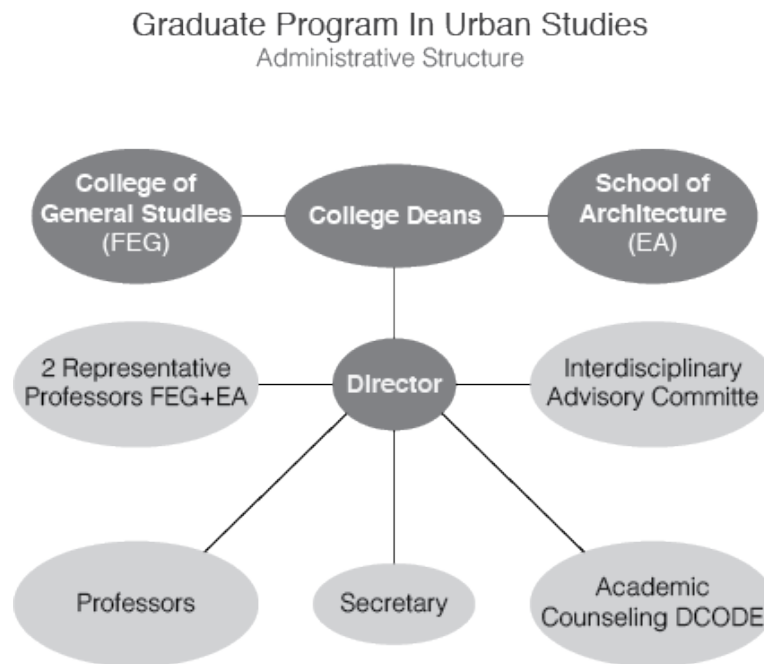 Graduate Program In Urban Studies
Administrative Structure
College of
General Studies
(FEG)
College Deans
School of
Architecture
(EA)
2 Representative
Professors FEG+EA
Director
Interdisciplinary
Advisory Committe
Professors
Secretary
Academic
Counseling DCODE